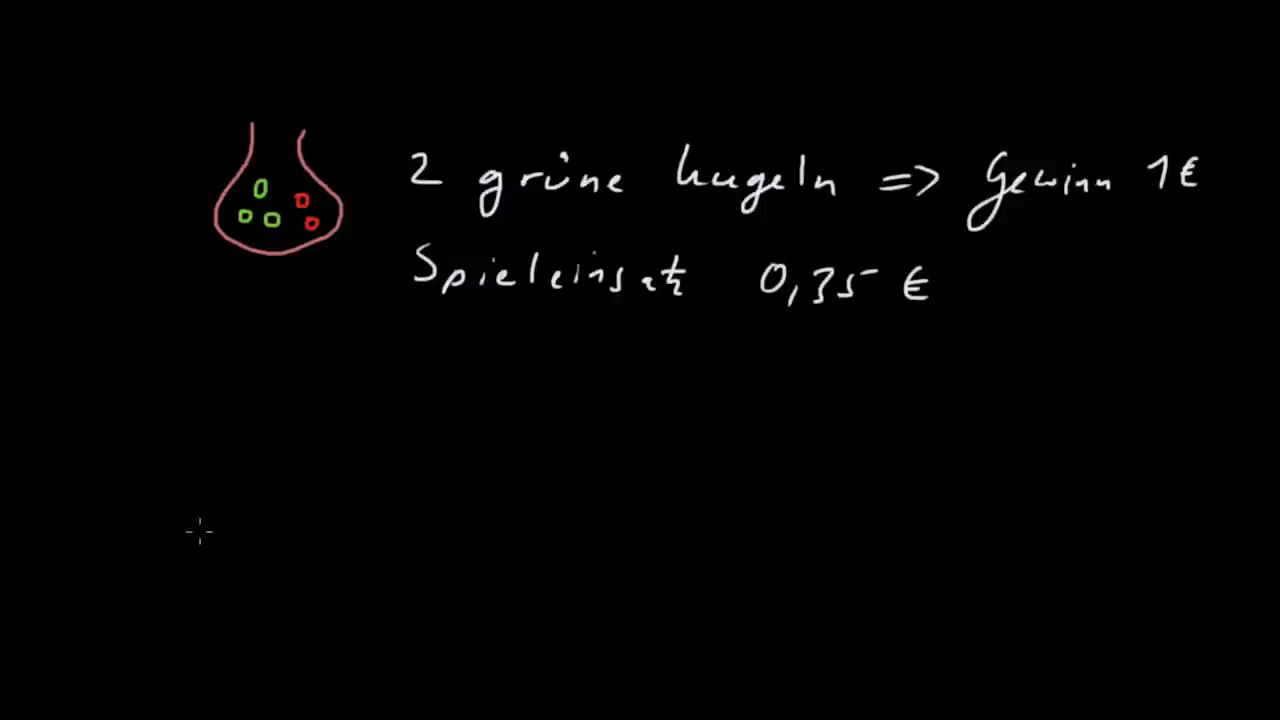 2 grüne Kugeln => Gewinn 1€
Spieleinsatz 0,35 €